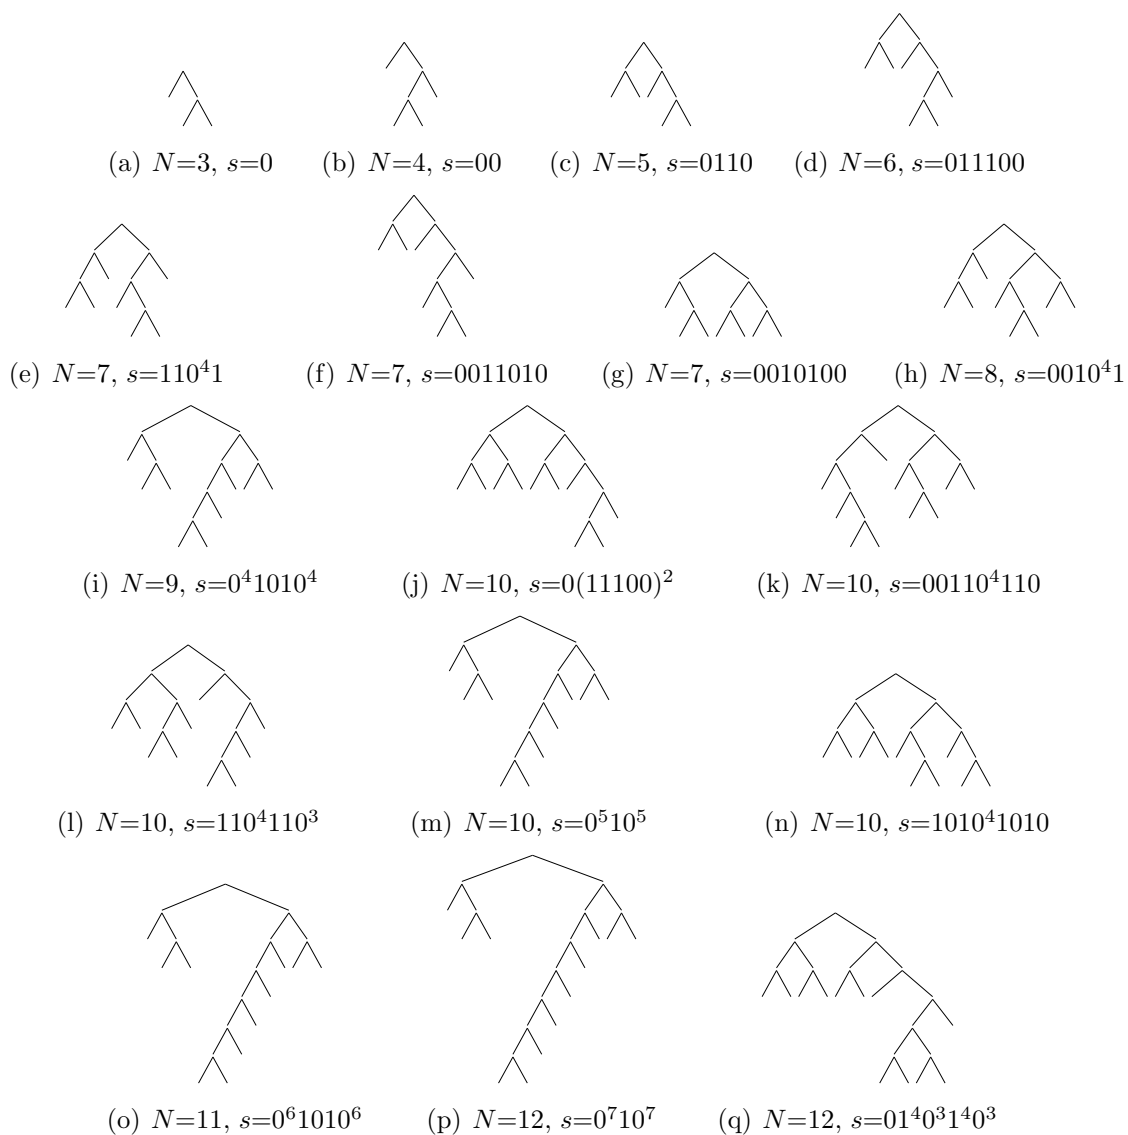 (a) N=3, s=0 (b) N=4, s=00 (c) N=5, s=0110 (d) N=6, s=011100
(e) N=7, s=110⁴1 (f) N=7, s=0011010 (g) N=7, s=0010100 (h) N=8, s=0010⁴1
(i) N=9, s=0⁴1010⁴ (j) N=10, s=0(11100)² (k) N=10, s=00110⁴110
(l) N=10, s=110⁴110³ (m) N=10, s=0⁵10⁵ (n) N=10, s=1010⁴1010
(o) N=11, s=0⁶1010⁶ (p) N=12, s=0⁷10⁷ (q) N=12, s=01⁴0³1⁴0³